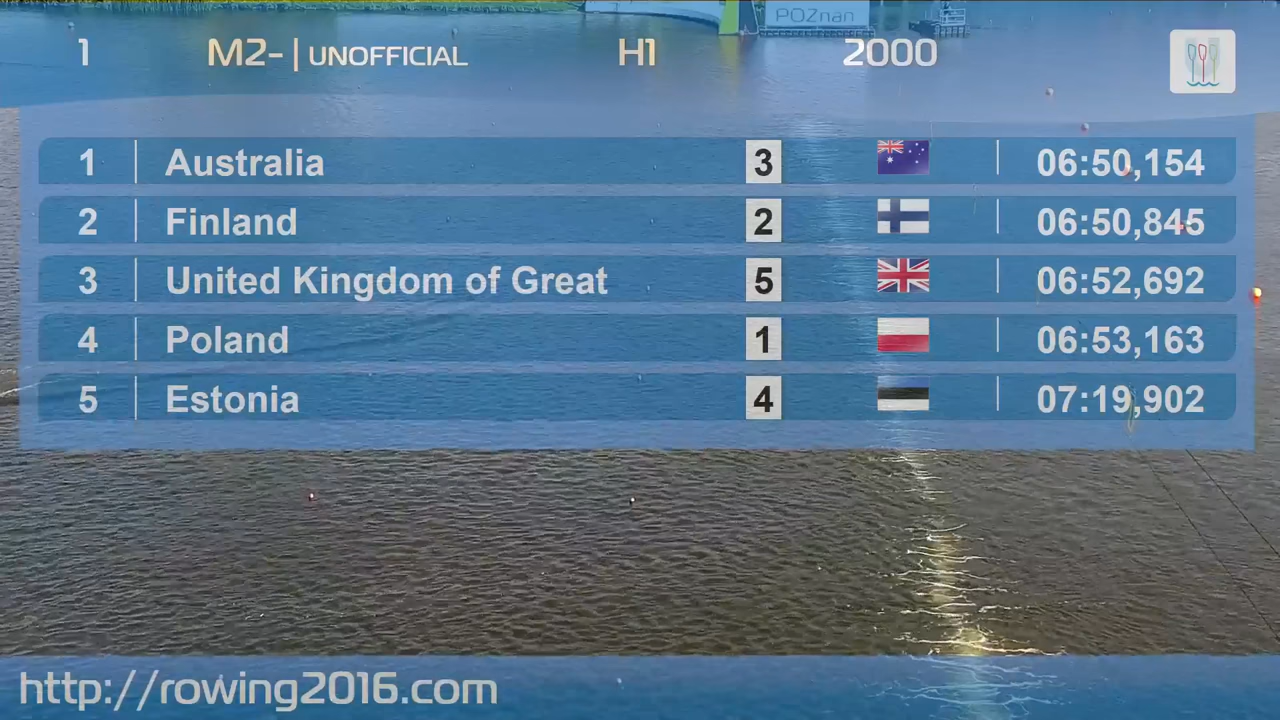 POZnan
1 M2- | UNOFFICIAL H1 2000
1 Australia 3 06:50,154
2 Finland 2 06:50,845
3 United Kingdom of Great 5 06:52,692
4 Poland 1 06:53,163
5 Estonia 4 07:19,902
http://rowing2016.com